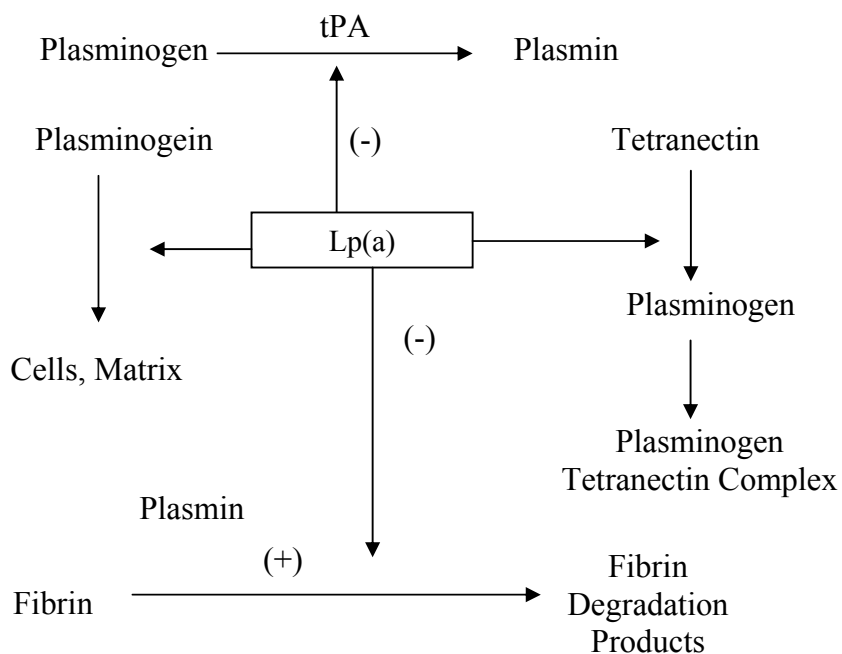 tPA
Plasminogen Plasmin
Plasminogein (-) Tetranectin
Lp(a)
Plasminogen
(-)
Cells, Matrix
Plasminogen
Tetranectin Complex
Plasmin
(+)
Fibrin
Fibrin Degradation
Products